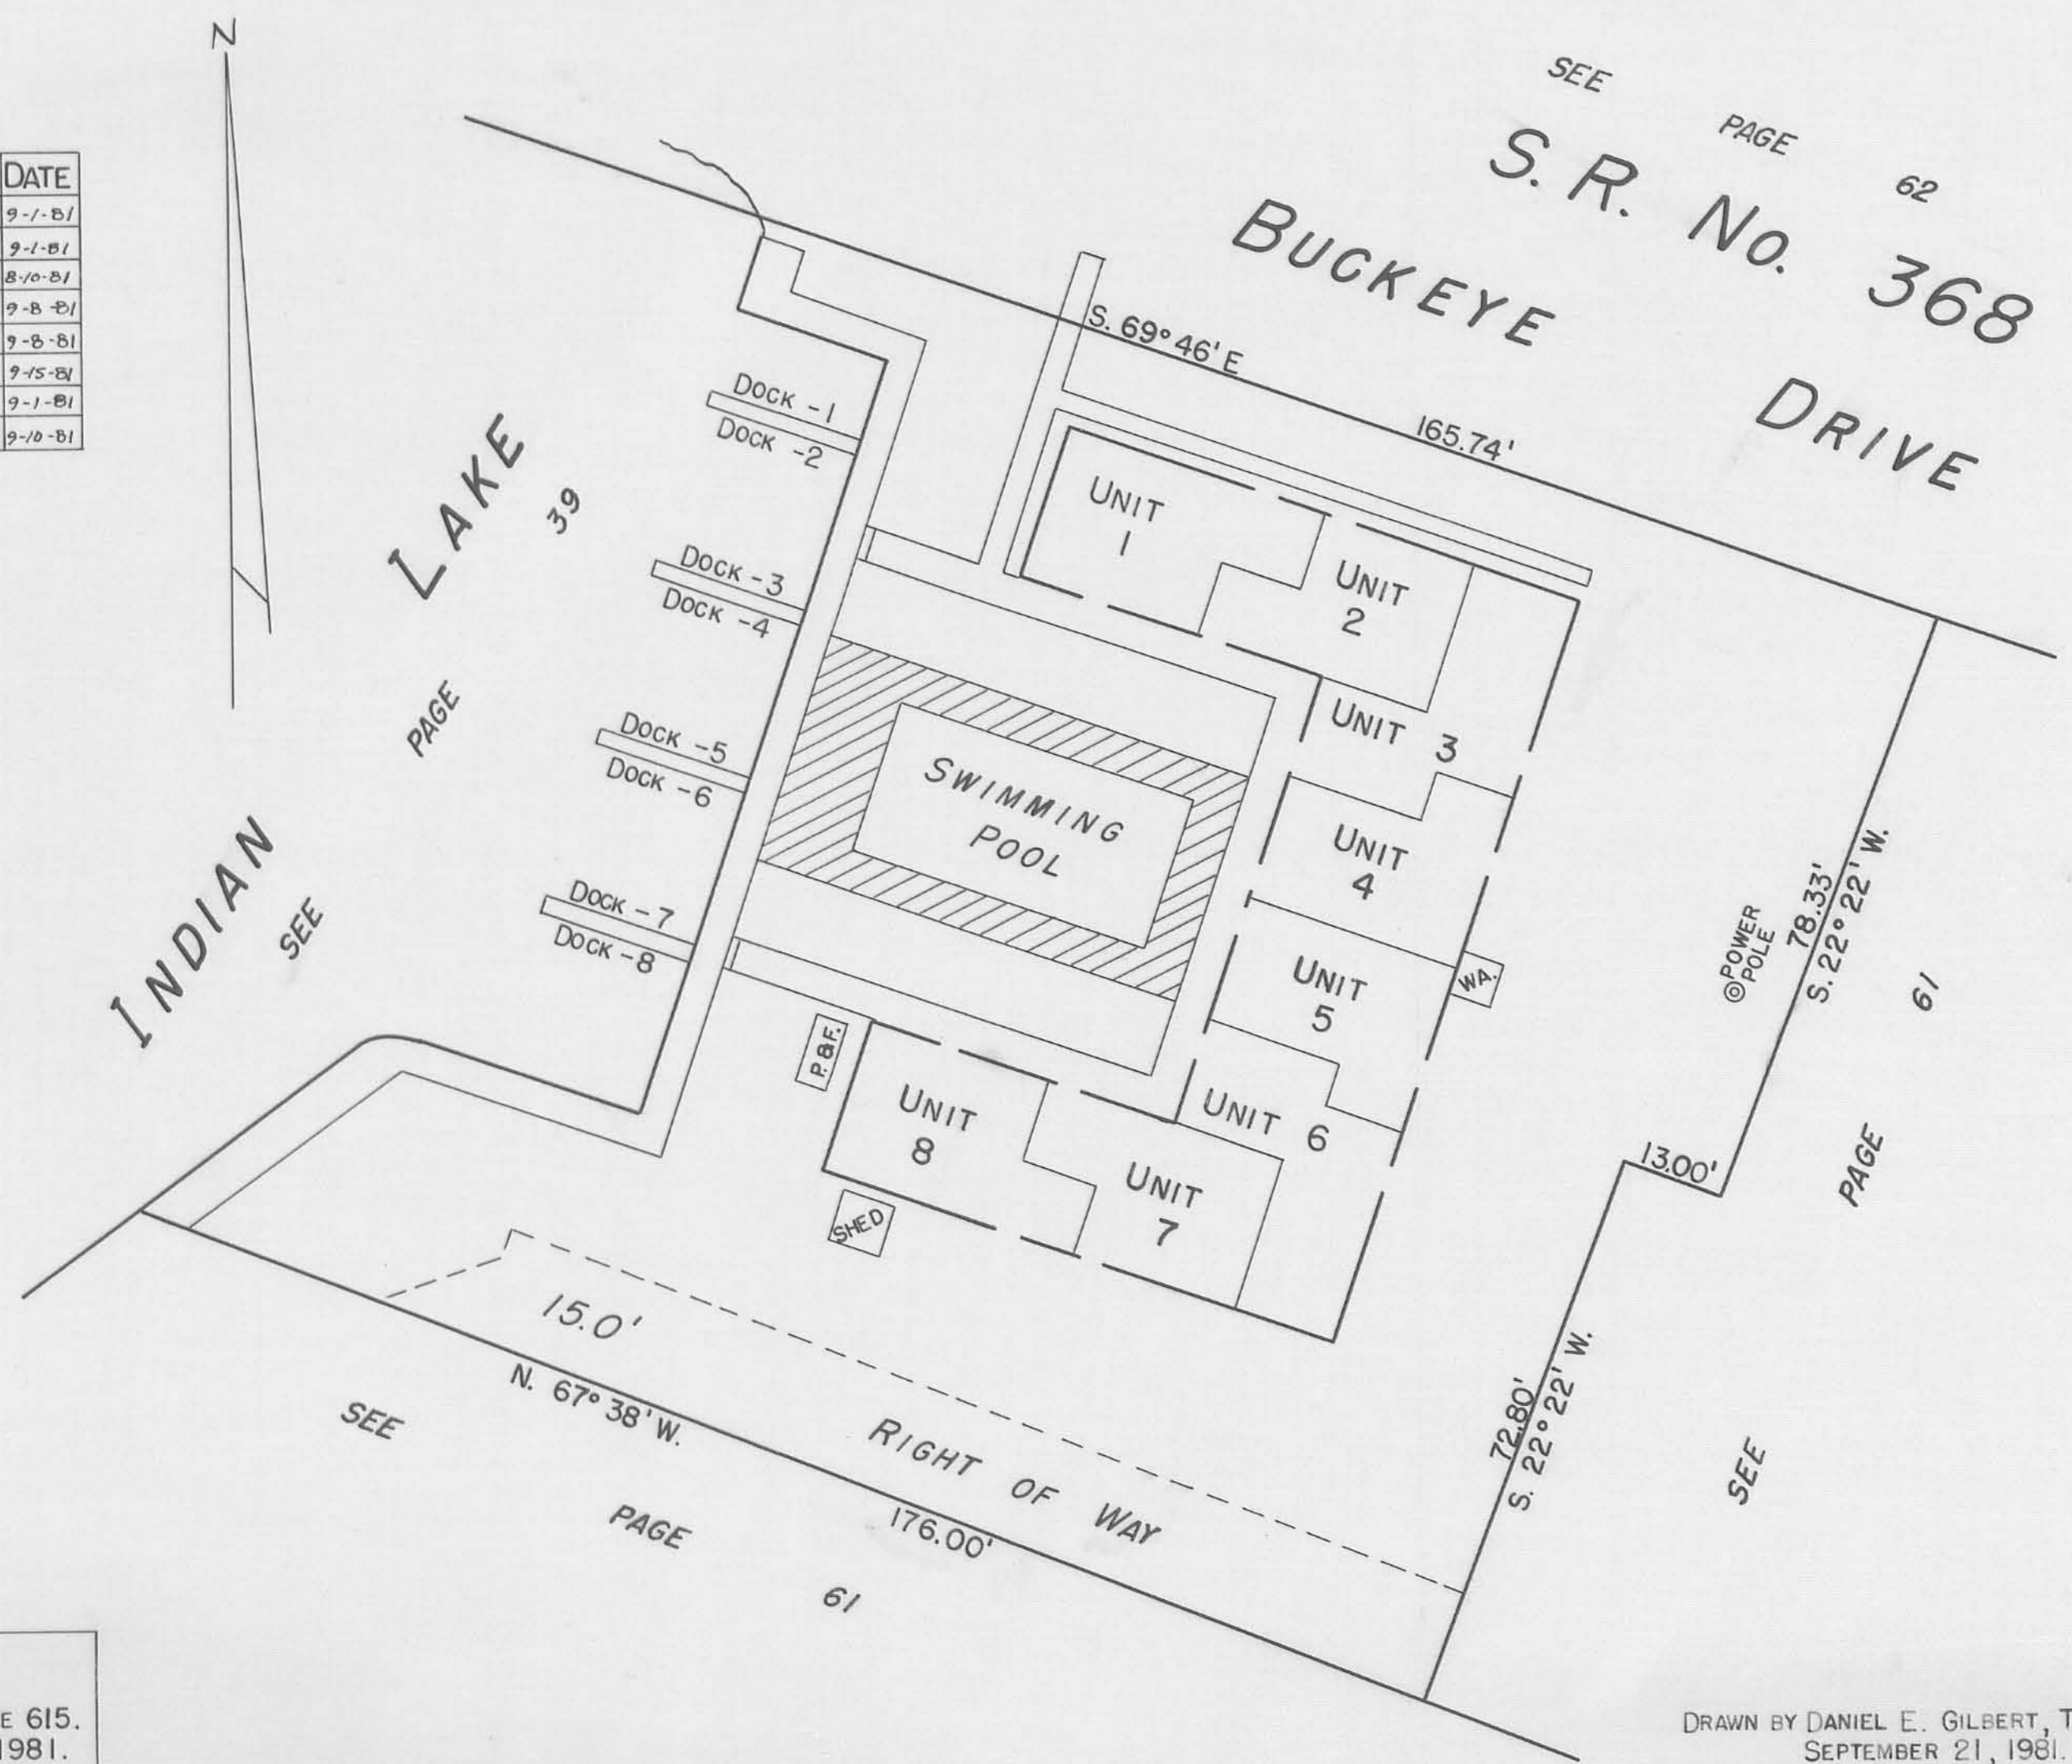 N
DATE
9-1-81
9-1-81
8-10-81
9-8-81
9-8-81
9-15-81
9-1-81
9-10-81
SEE PAGE 62
S. R. No. 368
BUCKEYE DRIVE
S. 69° 46' E
165.74'
INDIAN LAKE
SEE PAGE 39
DOCK -1
DOCK -2
DOCK -3
DOCK -4
DOCK -5
DOCK -6
DOCK -7
DOCK -8
UNIT
1
UNIT
2
UNIT 3
UNIT
4
UNIT
5
UNIT 6
UNIT
7
UNIT
8
SWIMMING
POOL
WA.
P.&F.
SHED
POWER
POLE
78.33'
S. 22° 22' W.
13.00'
72.80'
S. 22° 22' W.
SEE PAGE 61
15.0'
RIGHT OF WAY
N. 67° 38' W.
176.00'
SEE PAGE 61
E 615.
1981.
DRAWN BY DANIEL E. GILBERT, T
SEPTEMBER 21, 1981.